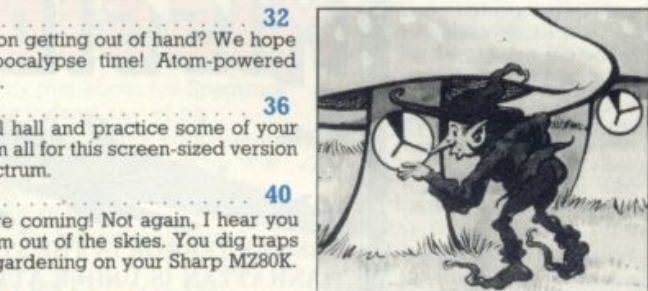 32
on getting out of hand? We hope
pocalypse time! Atom-powered
36
l hall and practice some of your
m all for this screen-sized version
ctrum.
40
re coming! Not again, I hear you
m out of the skies. You dig traps
gardening on your Sharp MZ80K.